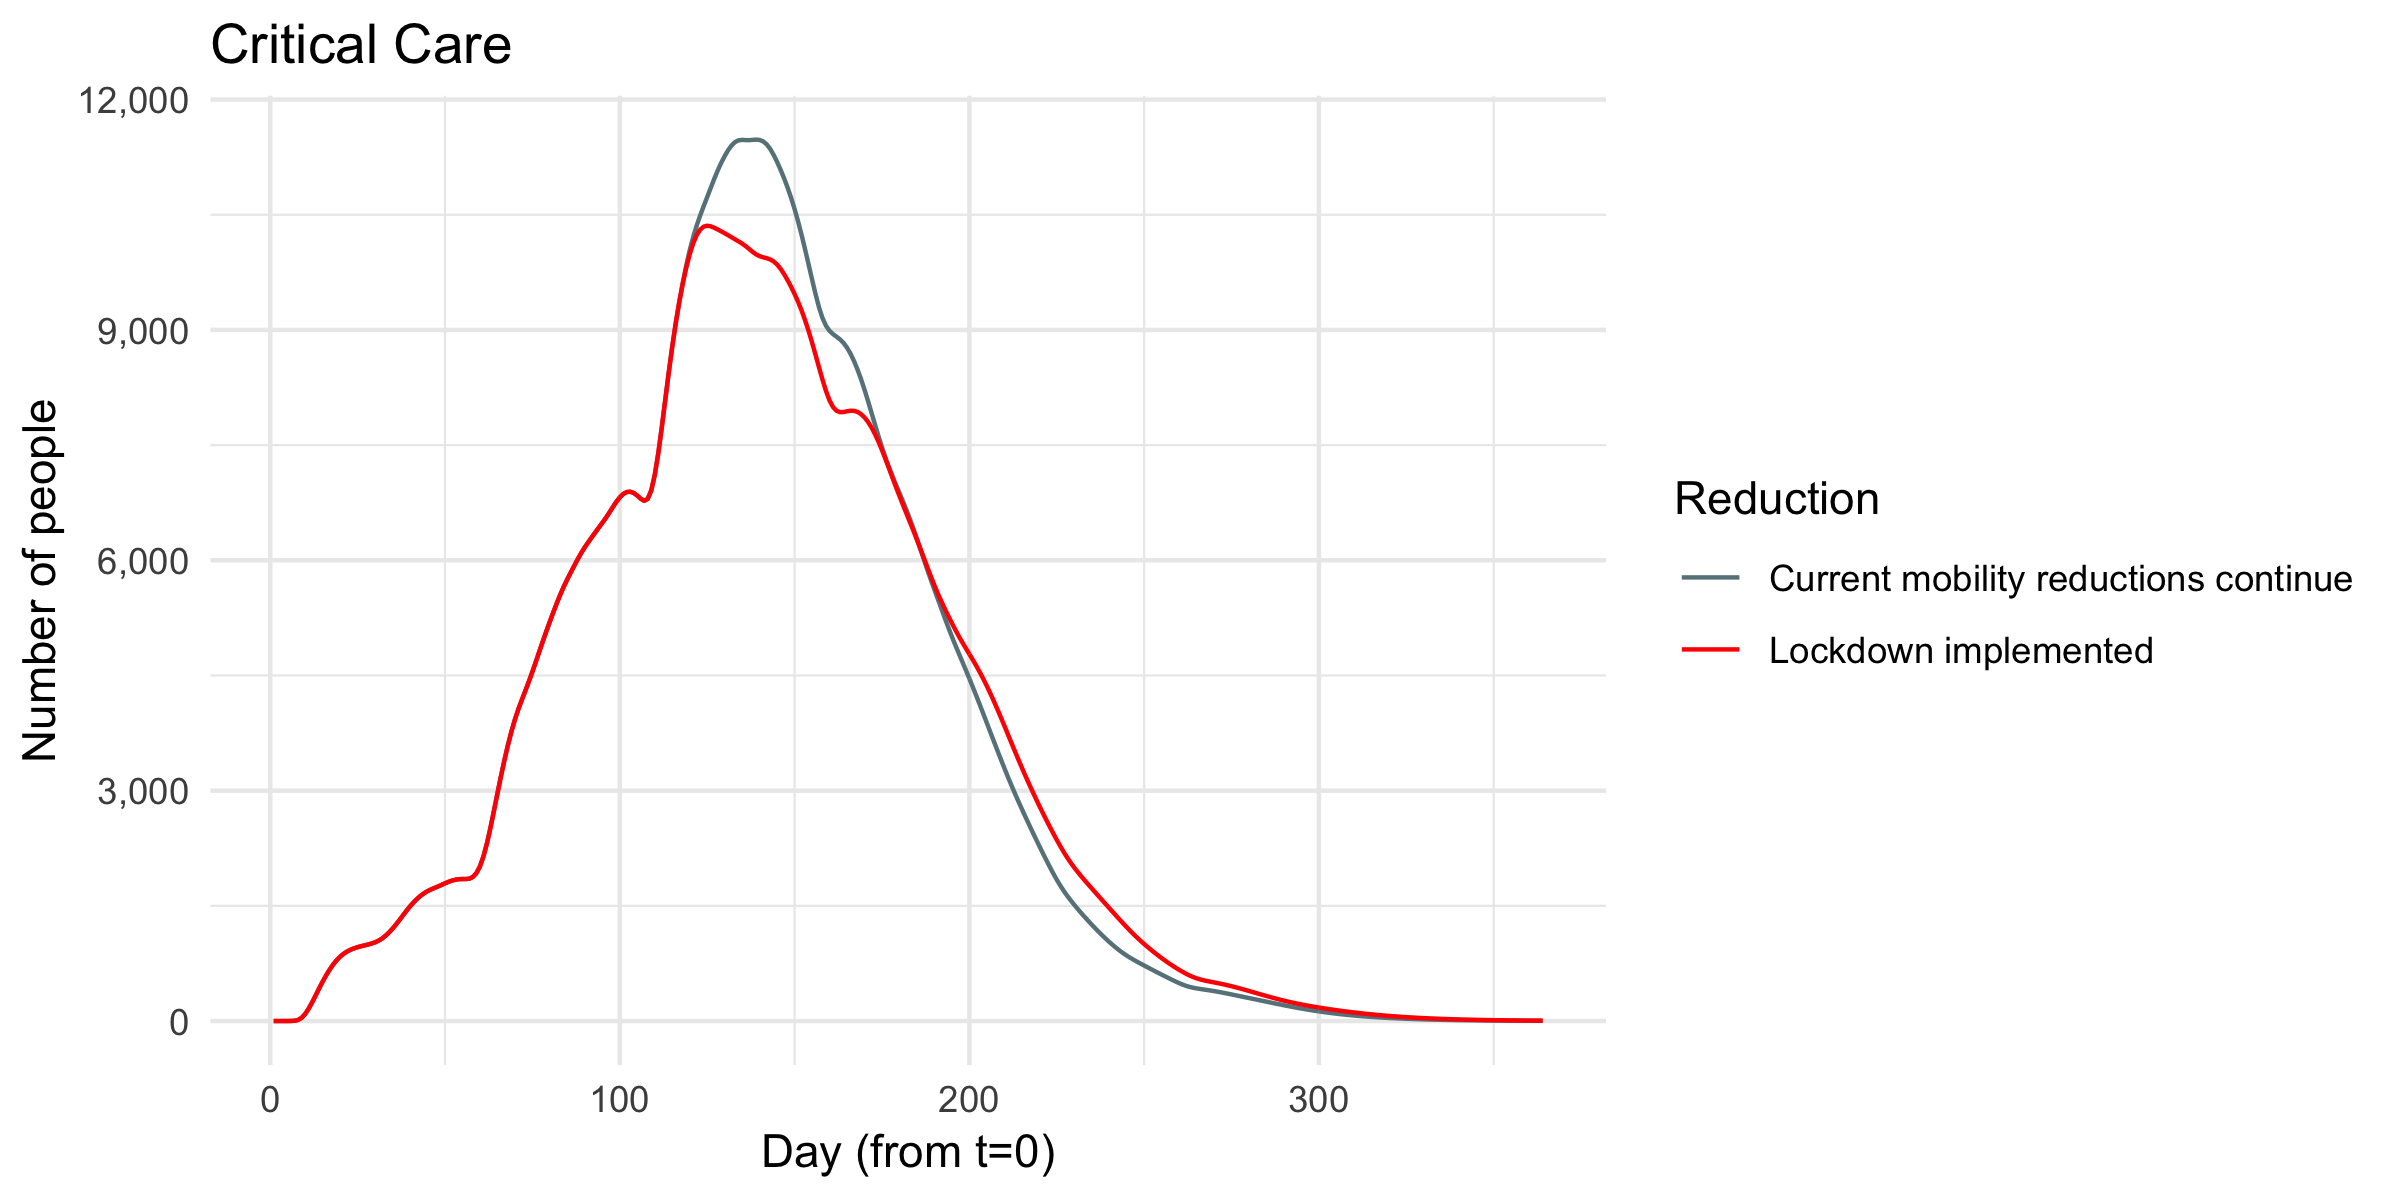 Critical Care
12,000
9,000
6,000
3,000
0
Number of people
0 100 200 300
Day (from t=0)
Reduction
Current mobility reductions continue
Lockdown implemented